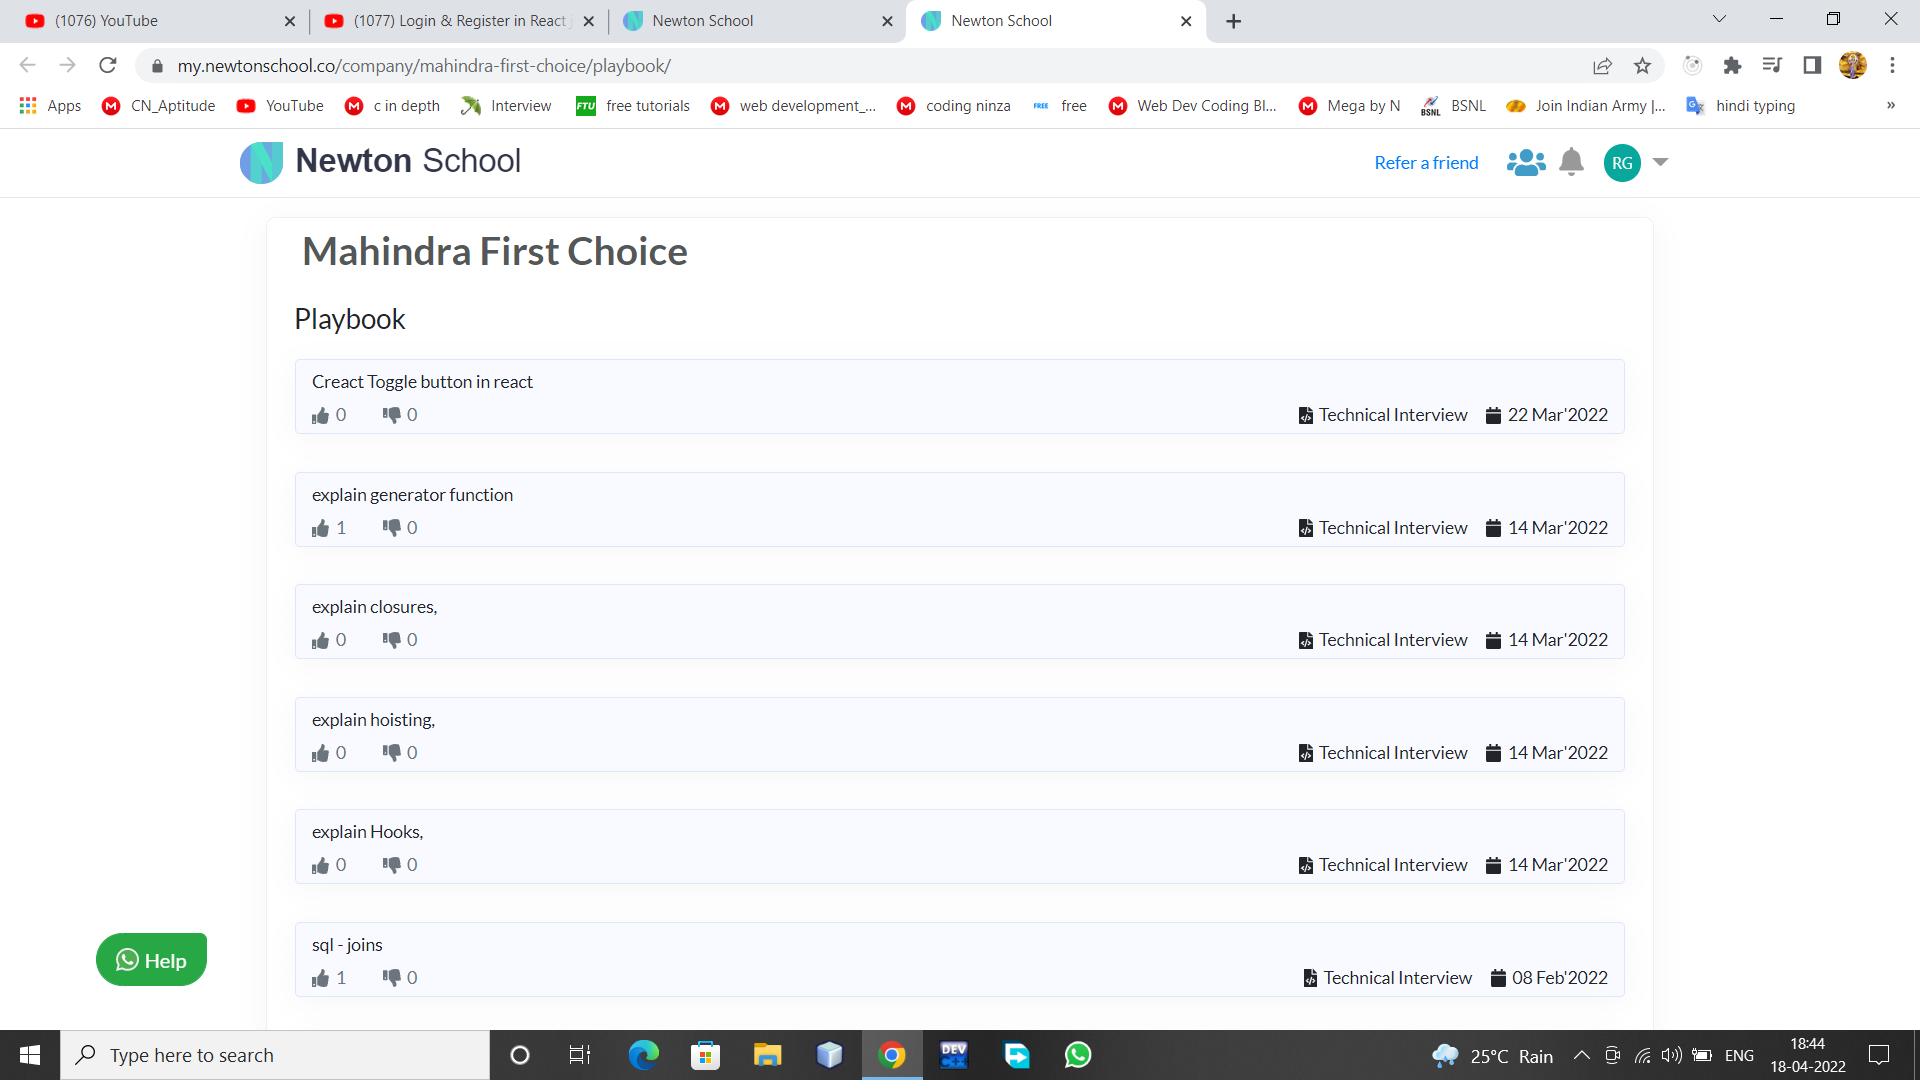 (1076) YouTube
(1077) Login & Register in React
Newton School
Newton School
my.newtonschool.co/company/mahindra-first-choice/playbook/
Apps
CN_Aptitude
YouTube
c in depth
Interview
FTU
free tutorials
web development_...
coding ninza
FREE
free
Web Dev Coding Bl...
Mega by N
BSNL
BSNL
Join Indian Army |...
hindi typing
»
Newton School
Refer a friend
RG
Mahindra First Choice
Playbook
Creact Toggle button in react
0 0 Technical Interview 22 Mar'2022
explain generator function
1 0 Technical Interview 14 Mar'2022
explain closures,
0 0 Technical Interview 14 Mar'2022
explain hoisting,
0 0 Technical Interview 14 Mar'2022
explain Hooks,
0 0 Technical Interview 14 Mar'2022
sql - joins
1 0 Technical Interview 08 Feb'2022
Help
Type here to search
DEV
C++
25°C Rain
ENG
18:44
18-04-2022